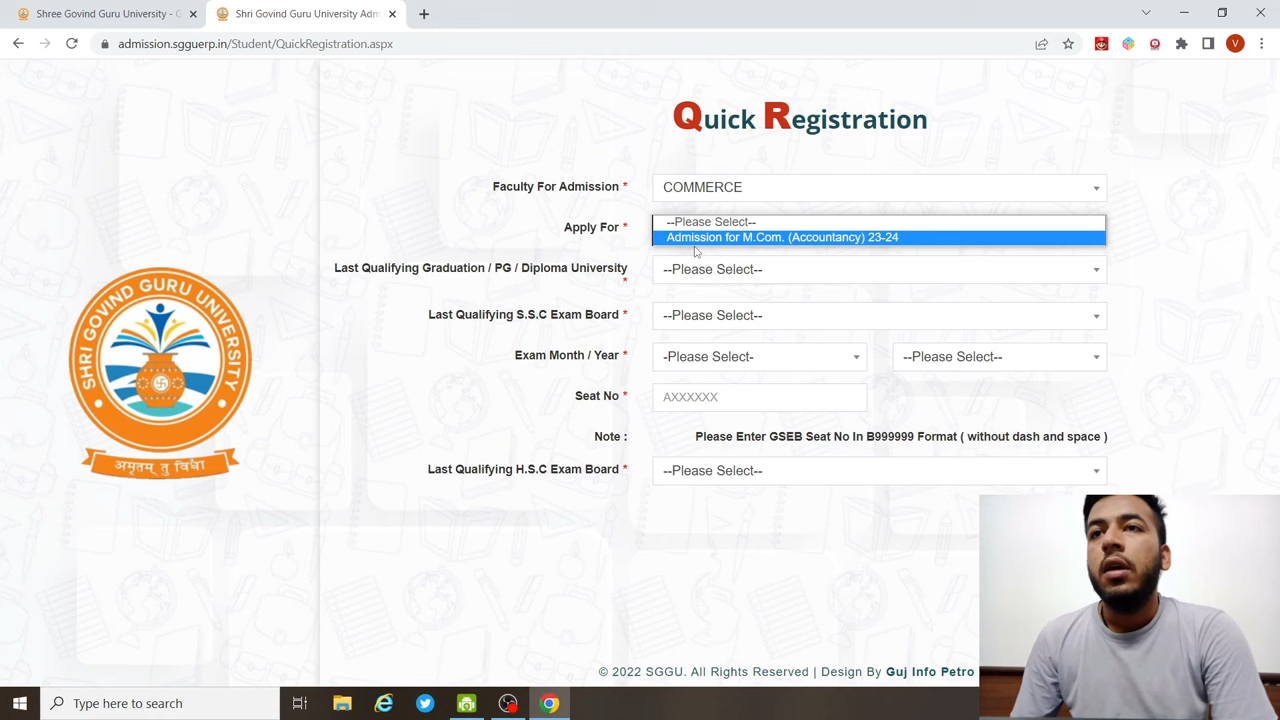 Shree Govind Guru University - G
Shri Govind Guru University Adm
admission.sgguerp.in/Student/QuickRegistration.aspx
V
Quick Registration
Faculty For Admission *
COMMERCE
Apply For *
--Please Select--
Admission for M.Com. (Accountancy) 23-24
Last Qualifying Graduation / PG / Diploma University
*
--Please Select--
Last Qualifying S.S.C Exam Board *
--Please Select--
Exam Month / Year *
-Please Select-
--Please Select--
Seat No *
AXXXXXX
Note :
Please Enter GSEB Seat No In B999999 Format ( without dash and space )
Last Qualifying H.S.C Exam Board *
--Please Select--
SHRI GOVIND GURU UNIVERSITY
अमृतम् तु विद्या
© 2022 SGGU. All Rights Reserved | Design By Guj Info Petro
Type here to search